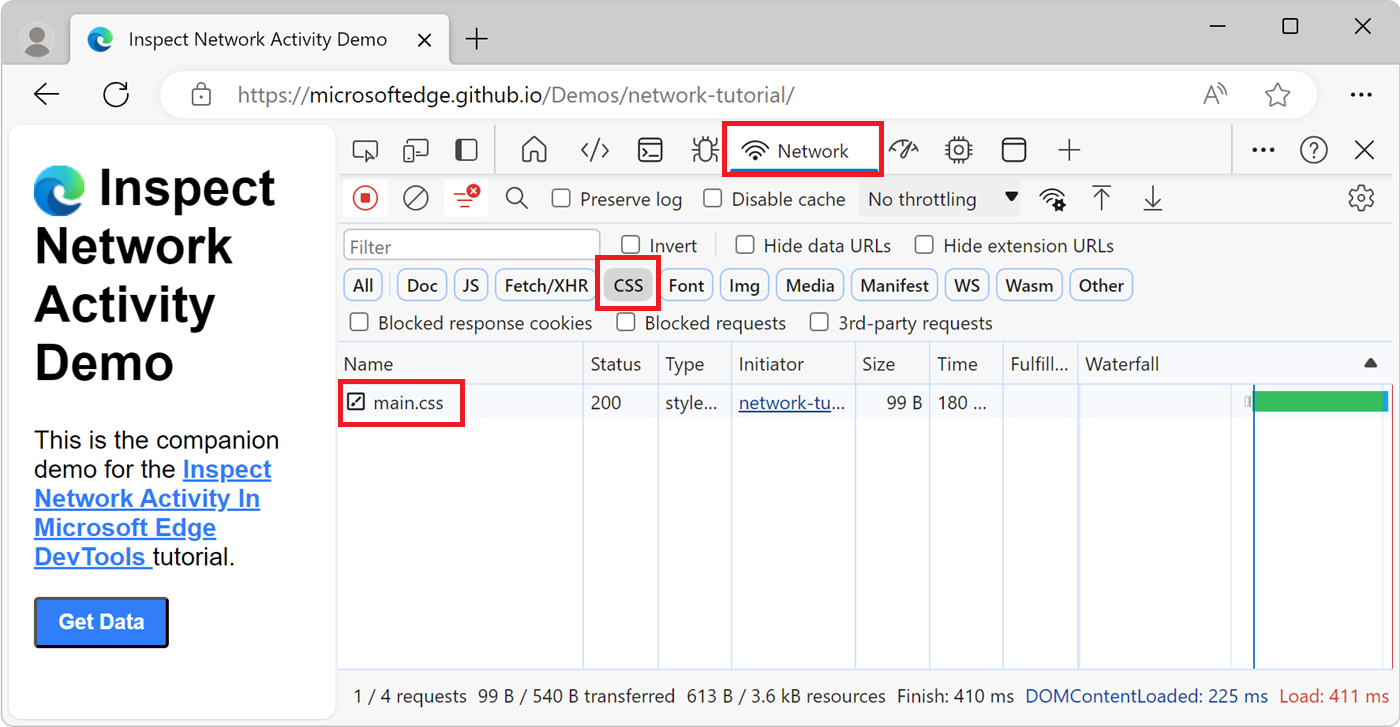 Inspect Network Activity Demo
https://microsoftedge.github.io/Demos/network-tutorial/
Inspect
Network
Activity
Demo
This is the companion
demo for the Inspect
Network Activity In
Microsoft Edge
DevTools tutorial.
Get Data
Network
Preserve log Disable cache No throttling
Filter Invert Hide data URLs Hide extension URLs
All Doc JS Fetch/XHR CSS Font Img Media Manifest WS Wasm Other
Blocked response cookies Blocked requests 3rd-party requests
Name Status Type Initiator Size Time Fulfill... Waterfall
main.css 200 style... network-tu... 99 B 180 ...
1 / 4 requests 99 B / 540 B transferred 613 B / 3.6 kB resources Finish: 410 ms DOMContentLoaded: 225 ms Load: 411 ms